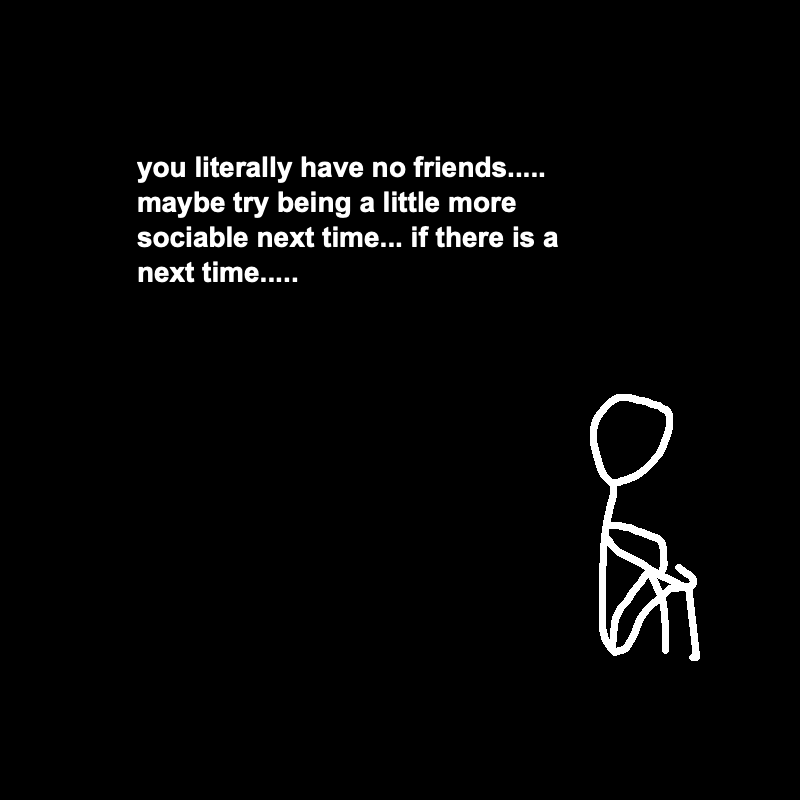 you literally have no friends.....
maybe try being a little more
sociable next time... if there is a
next time.....